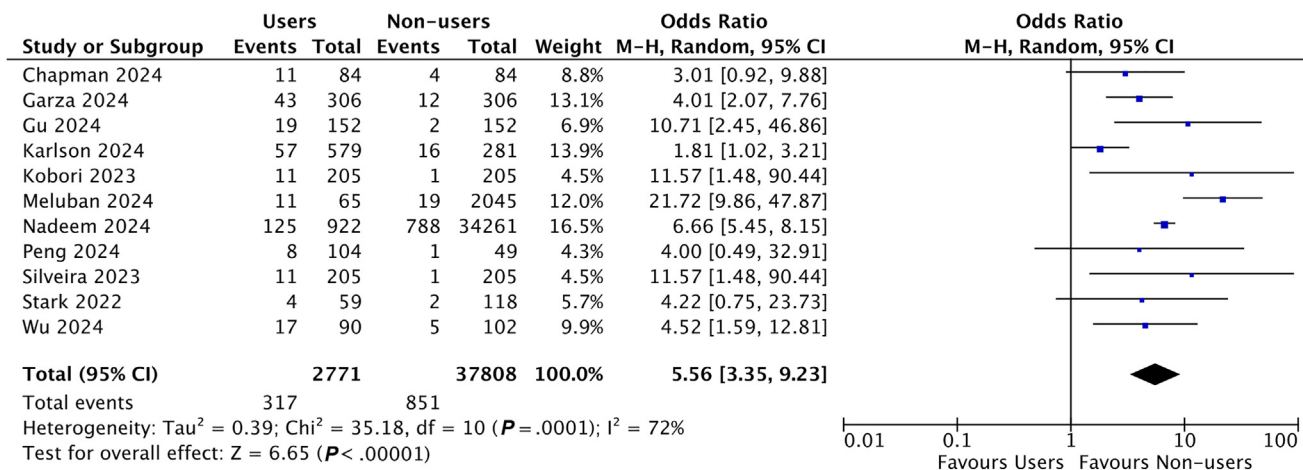 Users Non-users Odds Ratio Odds Ratio
Study or Subgroup Events Total Events Total Weight M-H, Random, 95% CI M-H, Random, 95% CI
Chapman 2024 11 84 4 84 8.8% 3.01 [0.92, 9.88]
Garza 2024 43 306 12 306 13.1% 4.01 [2.07, 7.76]
Gu 2024 19 152 2 152 6.9% 10.71 [2.45, 46.86]
Karlson 2024 57 579 16 281 13.9% 1.81 [1.02, 3.21]
Kobori 2023 11 205 1 205 4.5% 11.57 [1.48, 90.44]
Meluban 2024 11 65 19 2045 12.0% 21.72 [9.86, 47.87]
Nadeem 2024 125 922 788 34261 16.5% 6.66 [5.45, 8.15]
Peng 2024 8 104 1 49 4.3% 4.00 [0.49, 32.91]
Silveira 2023 11 205 1 205 4.5% 11.57 [1.48, 90.44]
Stark 2022 4 59 2 118 5.7% 4.22 [0.75, 23.73]
Wu 2024 17 90 5 102 9.9% 4.52 [1.59, 12.81]
Total (95% CI) 2771 37808 100.0% 5.56 [3.35, 9.23]
Total events 317 851
Heterogeneity: Tau² = 0.39; Chi² = 35.18, df = 10 (P = .0001); I² = 72%
Test for overall effect: Z = 6.65 (P < .00001)
0.01 0.1 1 10 100
Favours Users Favours Non-users